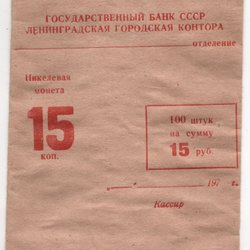 ГОСУДАРСТВЕННЫЙ БАНК СССР
ЛЕНИНГРАДСКАЯ ГОРОДСКАЯ КОНТОРА
отделение
Никелевая
монета
15
коп.
100 штук
на сумму
15 руб.
197 г.
Кассир